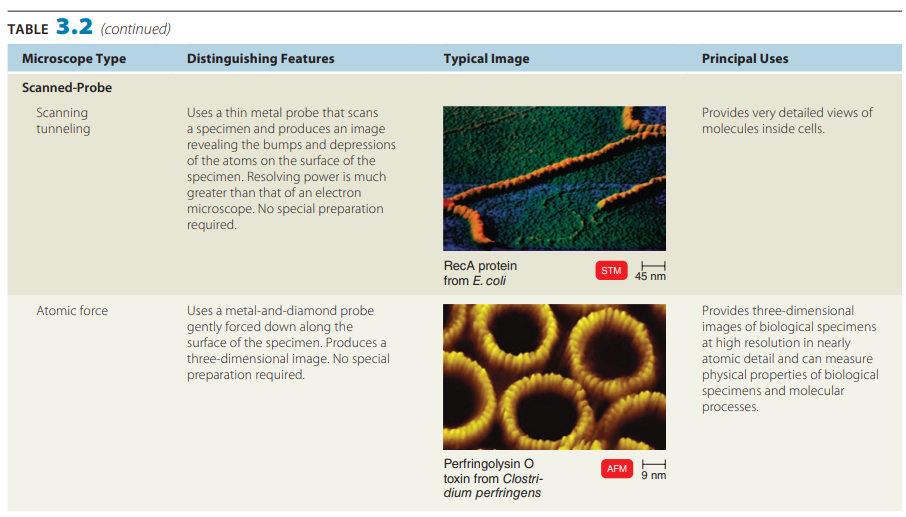 TABLE 3.2 (continued)
Microscope Type Distinguishing Features Typical Image Principal Uses
Scanned-Probe
Scanning
tunneling
Uses a thin metal probe that scans
a specimen and produces an image
revealing the bumps and depressions
of the atoms on the surface of the
specimen. Resolving power is much
greater than that of an electron
microscope. No special preparation
required.
RecA protein
from E. coli
STM
45 nm
Provides very detailed views of
molecules inside cells.
Atomic force
Uses a metal-and-diamond probe
gently forced down along the
surface of the specimen. Produces a
three-dimensional image. No special
preparation required.
Perfringolysin O
toxin from Clostri-
dium perfringens
AFM
9 nm
Provides three-dimensional
images of biological specimens
at high resolution in nearly
atomic detail and can measure
physical properties of biological
specimens and molecular
processes.